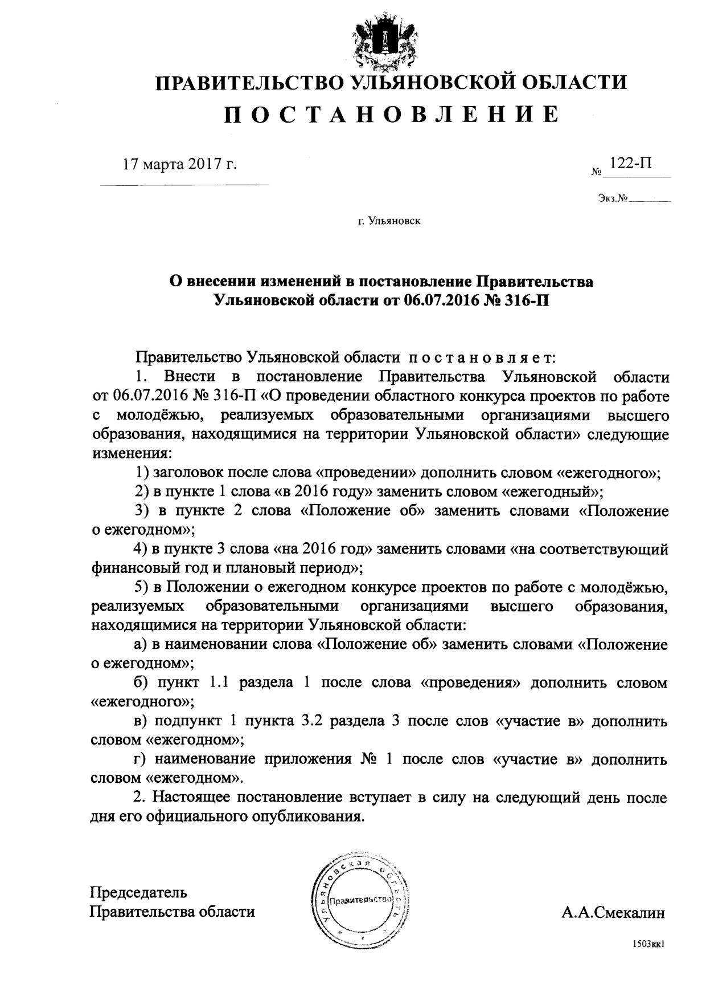 ПРАВИТЕЛЬСТВО УЛЬЯНОВСКОЙ ОБЛАСТИ
П О С Т А Н О В Л Е Н И Е
17 марта 2017 г.
№ 122-П
Экз.№
г. Ульяновск
О внесении изменений в постановление Правительства
Ульяновской области от 06.07.2016 № 316-П
Правительство Ульяновской области п о с т а н о в л я е т:
1. Внести в постановление Правительства Ульяновской области
от 06.07.2016 № 316-П «О проведении областного конкурса проектов по работе
с молодёжью, реализуемых образовательными организациями высшего
образования, находящимися на территории Ульяновской области» следующие
изменения:
1) заголовок после слова «проведении» дополнить словом «ежегодного»;
2) в пункте 1 слова «в 2016 году» заменить словом «ежегодный»;
3) в пункте 2 слова «Положение об» заменить словами «Положение
о ежегодном»;
4) в пункте 3 слова «на 2016 год» заменить словами «на соответствующий
финансовый год и плановый период»;
5) в Положении о ежегодном конкурсе проектов по работе с молодёжью,
реализуемых образовательными организациями высшего образования,
находящимися на территории Ульяновской области:
а) в наименовании слова «Положение об» заменить словами «Положение
о ежегодном»;
б) пункт 1.1 раздела 1 после слова «проведения» дополнить словом
«ежегодного»;
в) подпункт 1 пункта 3.2 раздела 3 после слов «участие в» дополнить
словом «ежегодном»;
г) наименование приложения № 1 после слов «участие в» дополнить
словом «ежегодном».
2. Настоящее постановление вступает в силу на следующий день после
дня его официального опубликования.
Ульяновская область
Правительство
Председатель
Правительства области
А.А.Смекалин
1503кк1